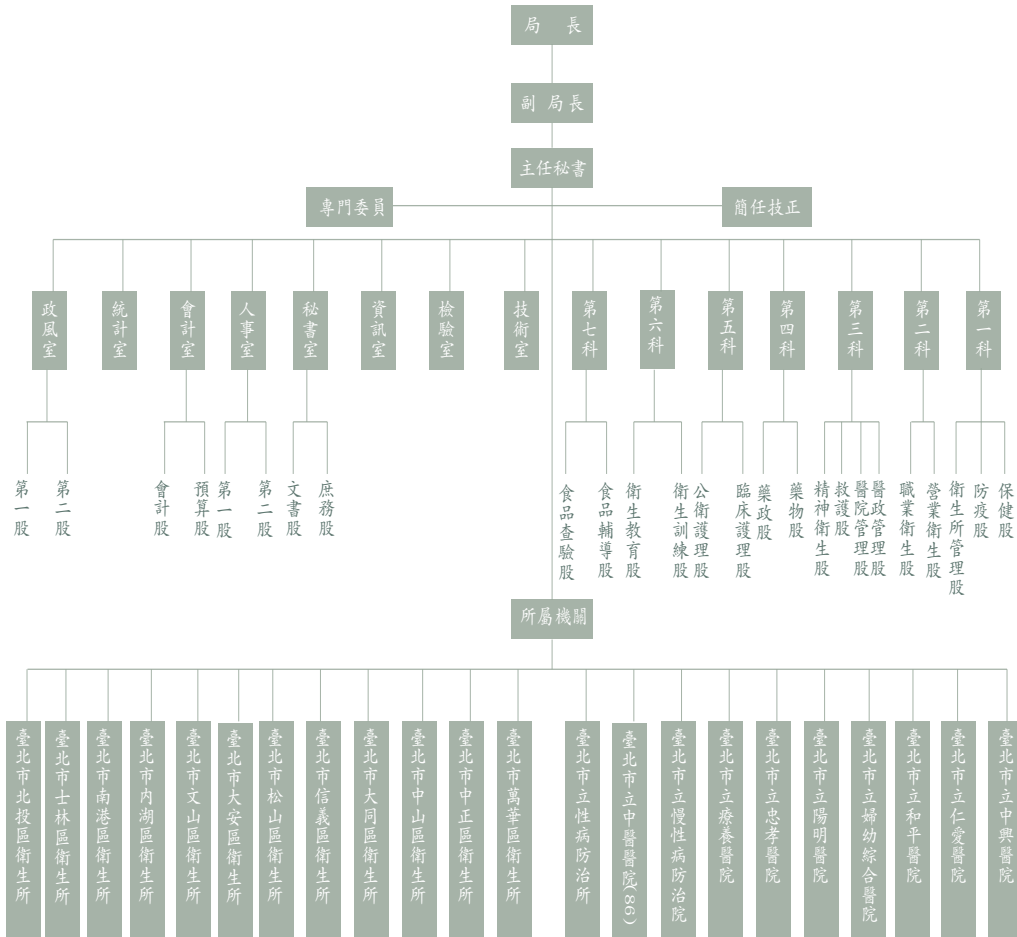 局 長
副 局 長
主任秘書
專門委員
簡任技正
政風室
統計室
會計室
人事室
秘書室
資訊室
檢驗室
技術室
第七科
第六科
第五科
第四科
第三科
第二科
第一科
第一股
第二股
會計股
預算股
第一股
第二股
文書股
庶務股
食品查驗股
食品輔導股
衛生教育股
衛生訓練股
公衛護理股
臨床護理股
藥政股
藥物股
精神衛生股
救護股
醫院管理股
醫政管理股
職業衛生股
營業衛生股
衛生所管理股
防疫股
保健股
所屬機關
臺北市北投區衛生所
臺北市士林區衛生所
臺北市南港區衛生所
臺北市內湖區衛生所
臺北市文山區衛生所
臺北市大安區衛生所
臺北市松山區衛生所
臺北市信義區衛生所
臺北市大同區衛生所
臺北市中山區衛生所
臺北市中正區衛生所
臺北市萬華區衛生所
臺北市立性病防治所
臺北市立中醫醫院(86)
臺北市立慢性病防治院
臺北市立療養醫院
臺北市立忠孝醫院
臺北市立陽明醫院
臺北市立婦幼綜合醫院
臺北市立和平醫院
臺北市立仁愛醫院
臺北市立中興醫院